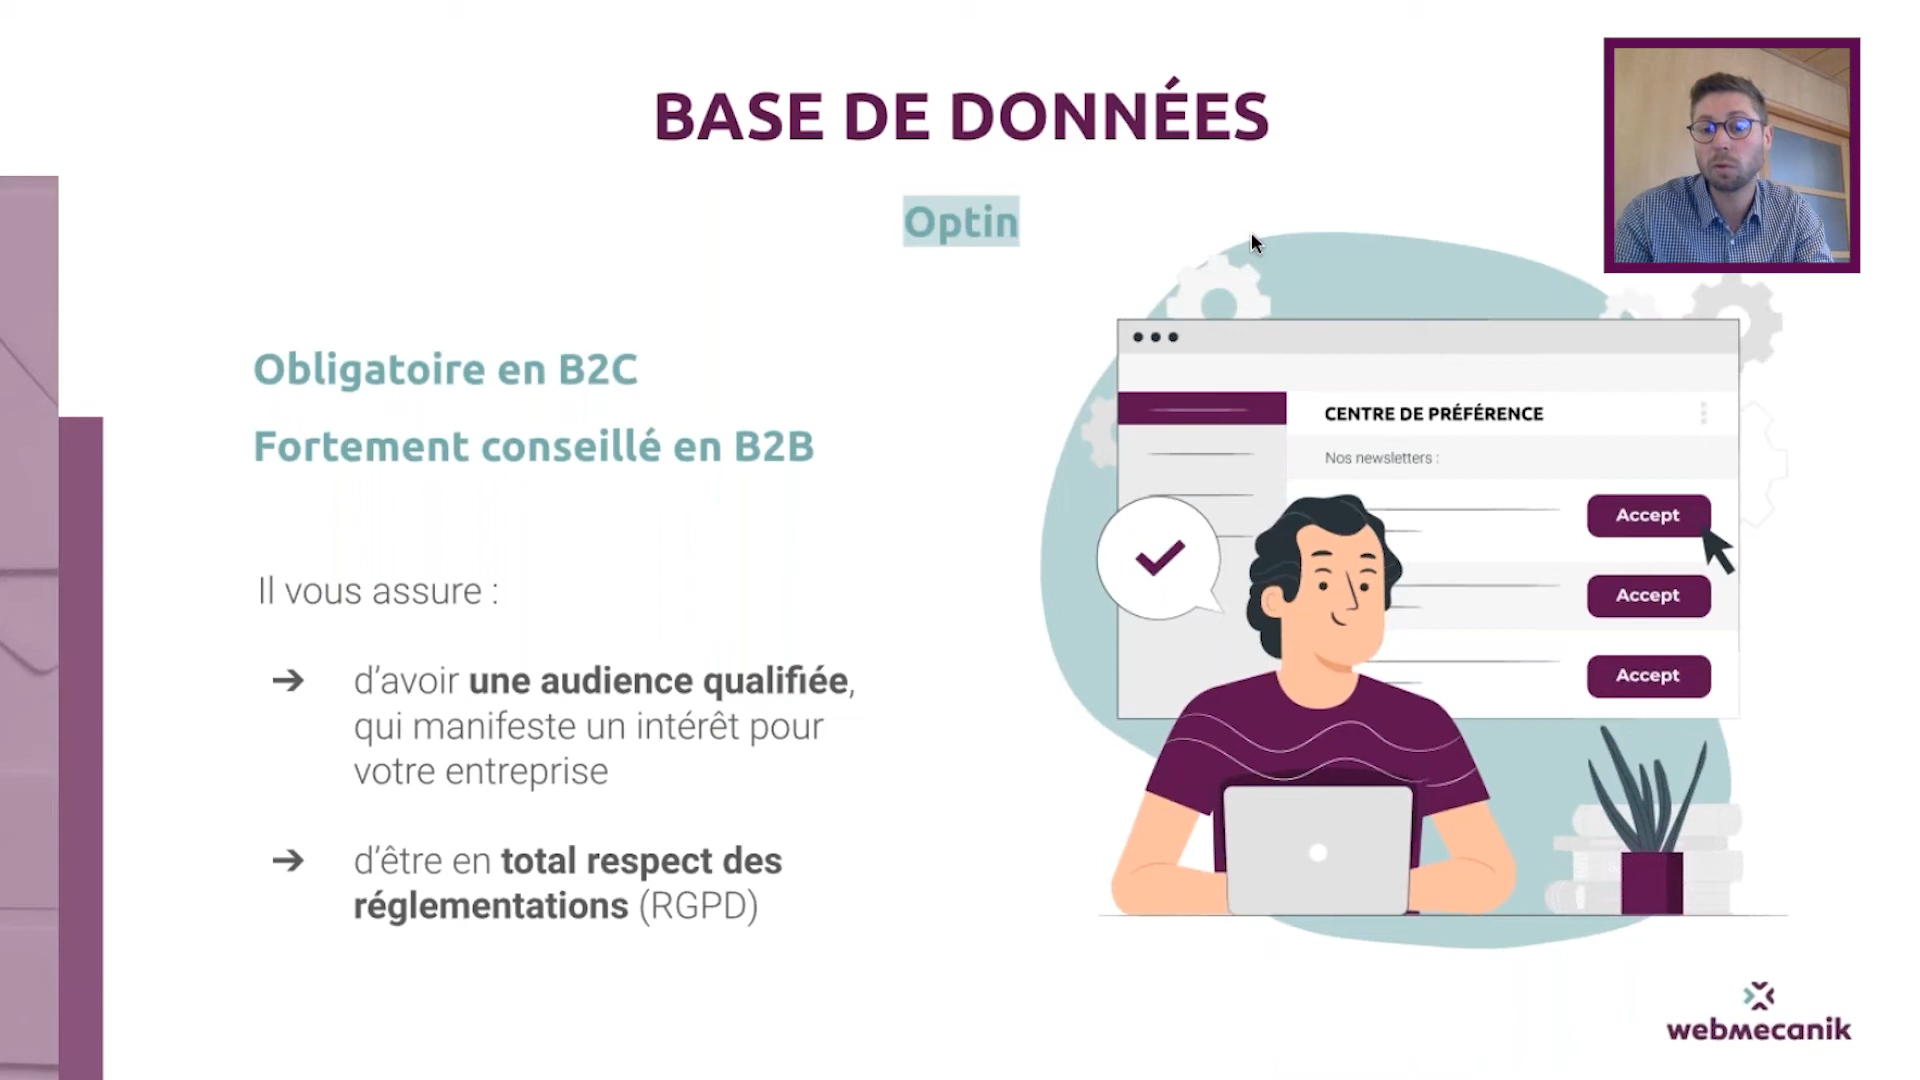 BASE DE DONNÉES
Optin
Obligatoire en B2C
Fortement conseillé en B2B
Il vous assure :
➔ d’avoir une audience qualifiée,
qui manifeste un intérêt pour
votre entreprise
➔ d’être en total respect des
réglementations (RGPD)
CENTRE DE PRÉFÉRENCE
Nos newsletters :
Accept
Accept
Accept
webmecanik